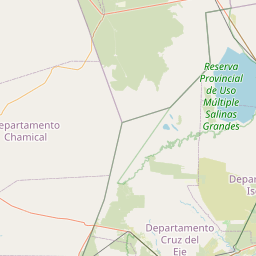 Reserva
Provincial
de Uso
Múltiple
Salinas
Grandes
Departamento
Chamical
Departamento
Cruz del
Eje